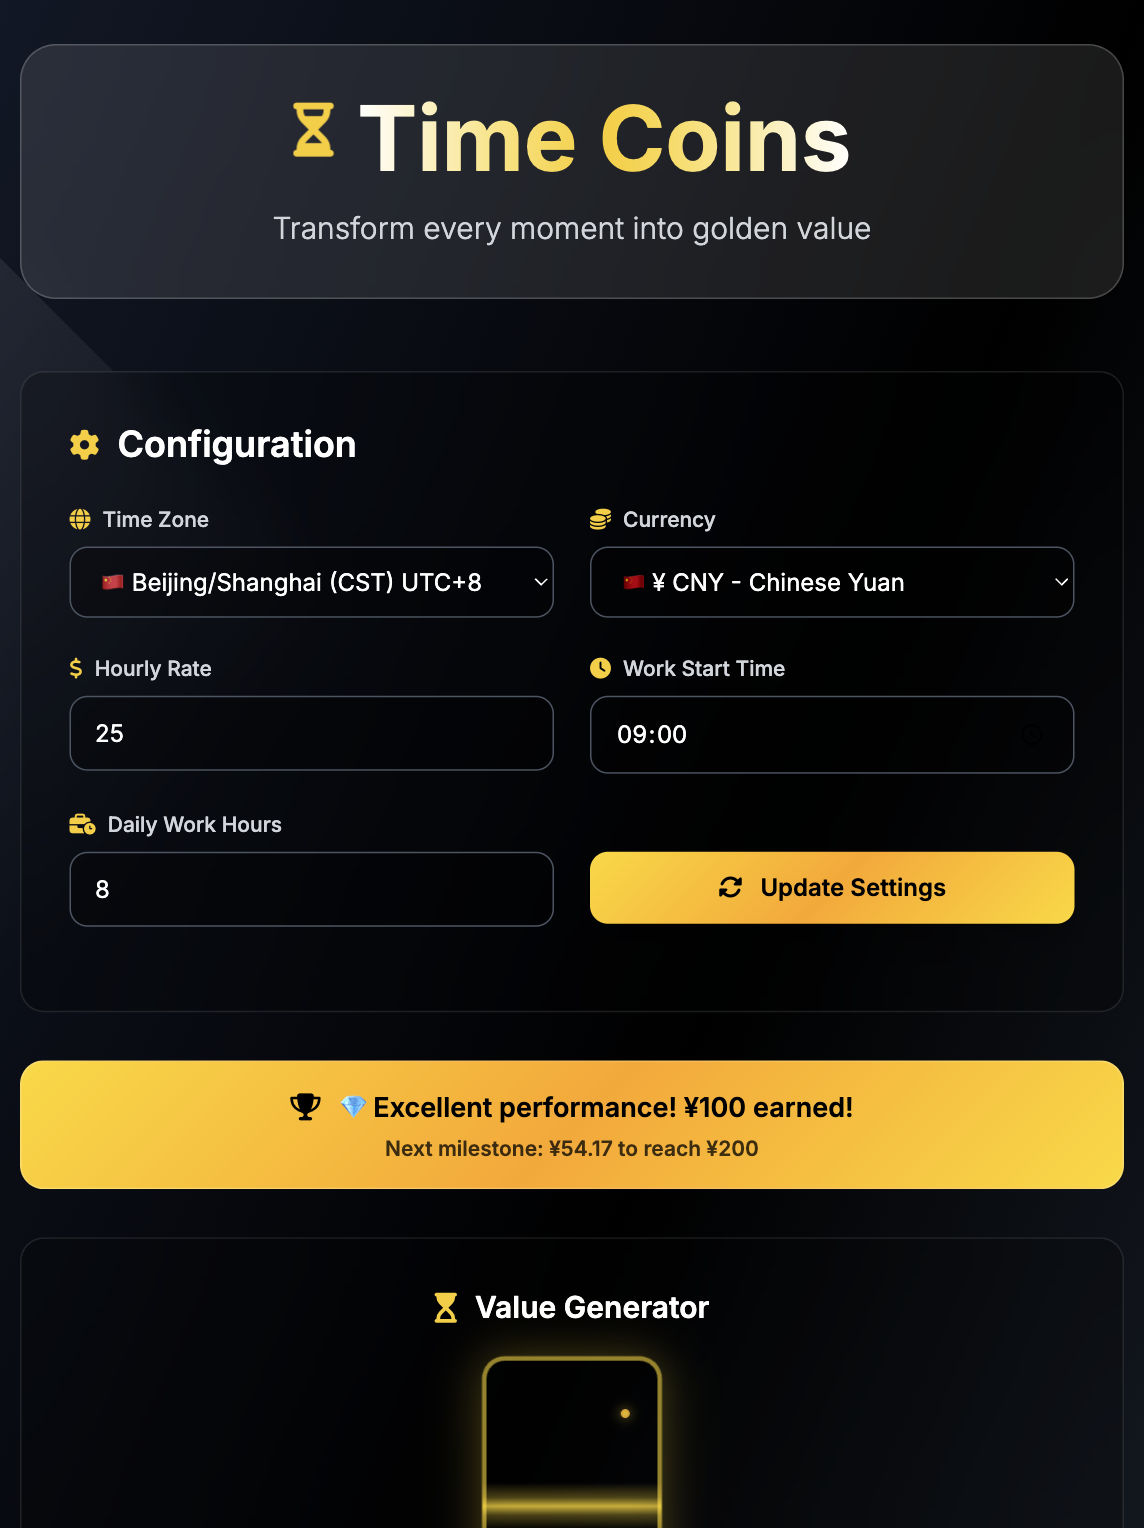 Time Coins
Transform every moment into golden value
Configuration
Time Zone
Beijing/Shanghai (CST) UTC+8
Currency
¥ CNY - Chinese Yuan
Hourly Rate
25
Work Start Time
09:00
Daily Work Hours
8
Update Settings
Excellent performance! ¥100 earned!
Next milestone: ¥54.17 to reach ¥200
Value Generator